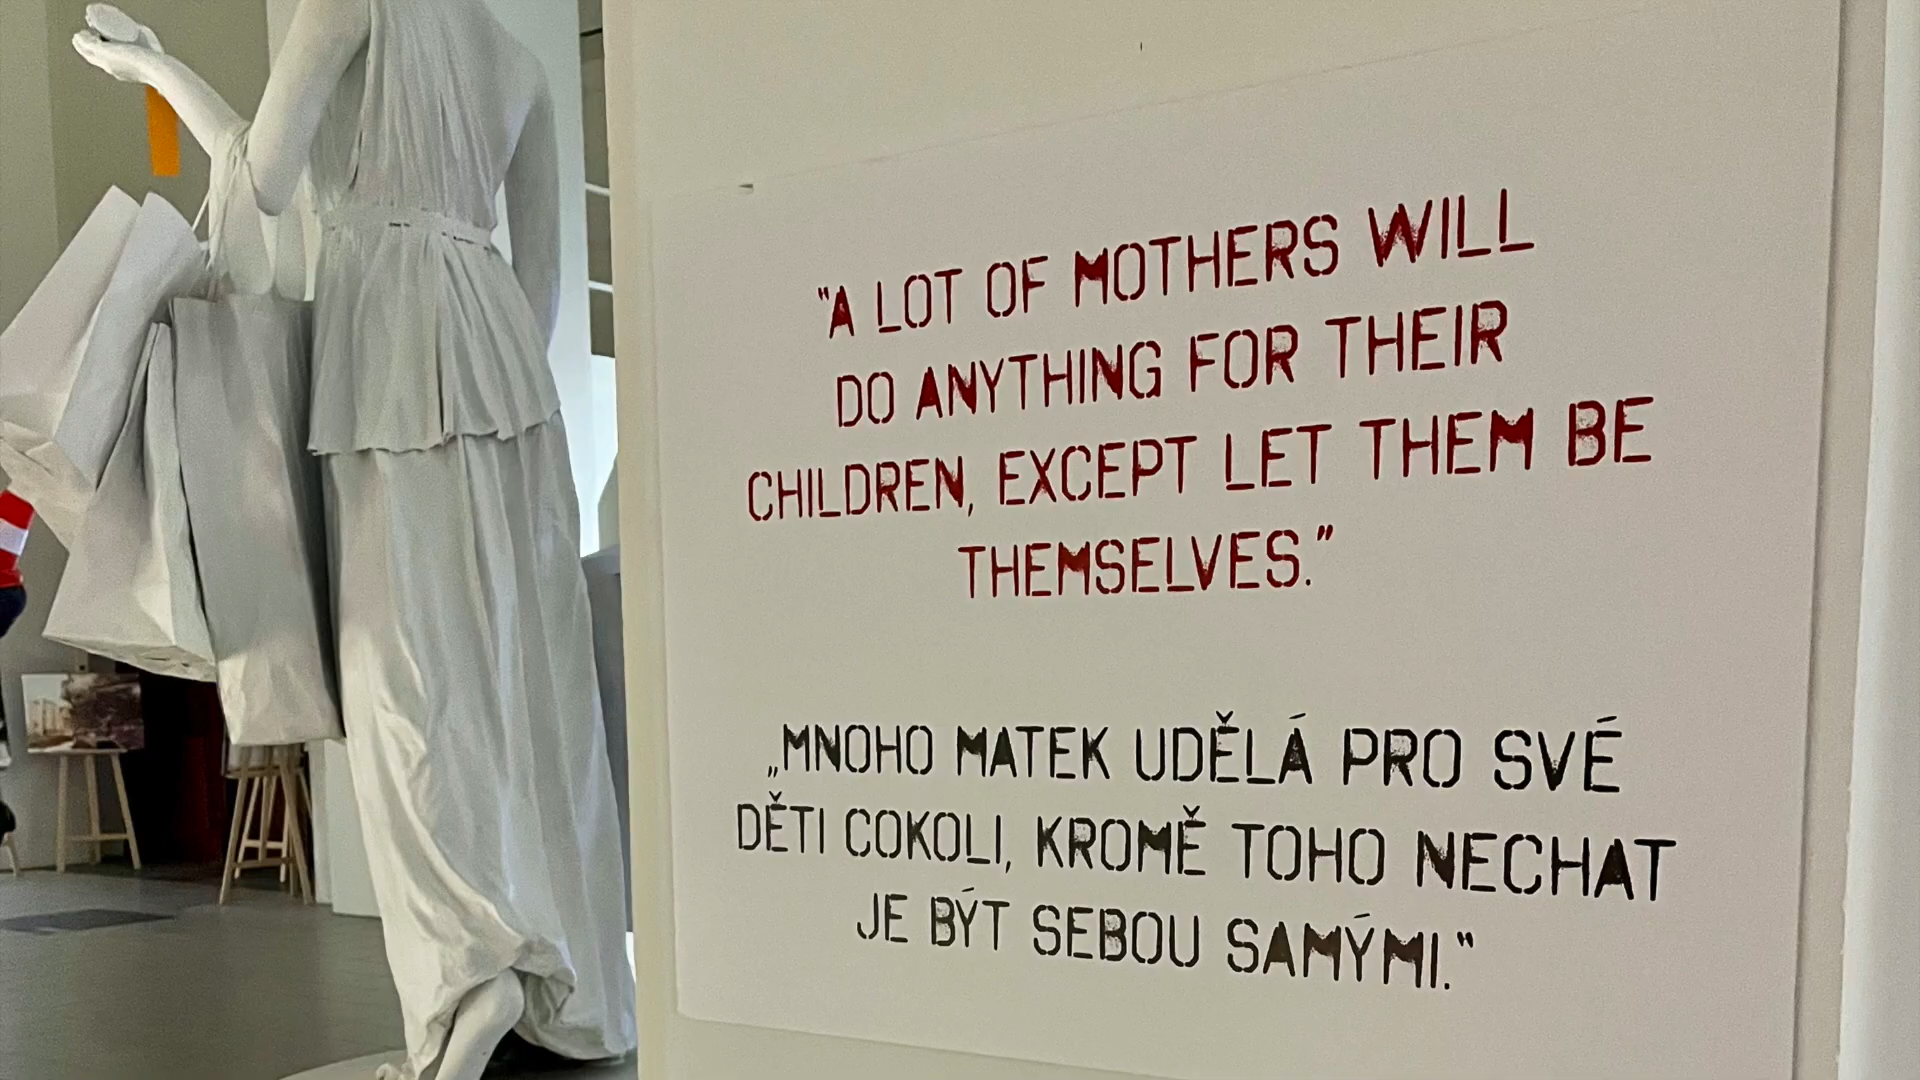 "A LOT OF MOTHERS WILL
DO ANYTHING FOR THEIR
CHILDREN, EXCEPT LET THEM BE
THEMSELVES."
„MNOHO MATEK UDĚLÁ PRO SVÉ
DĚTI COKOLI, KROMĚ TOHO NECHAT
JE BÝT SEBOU SAMÝMI."